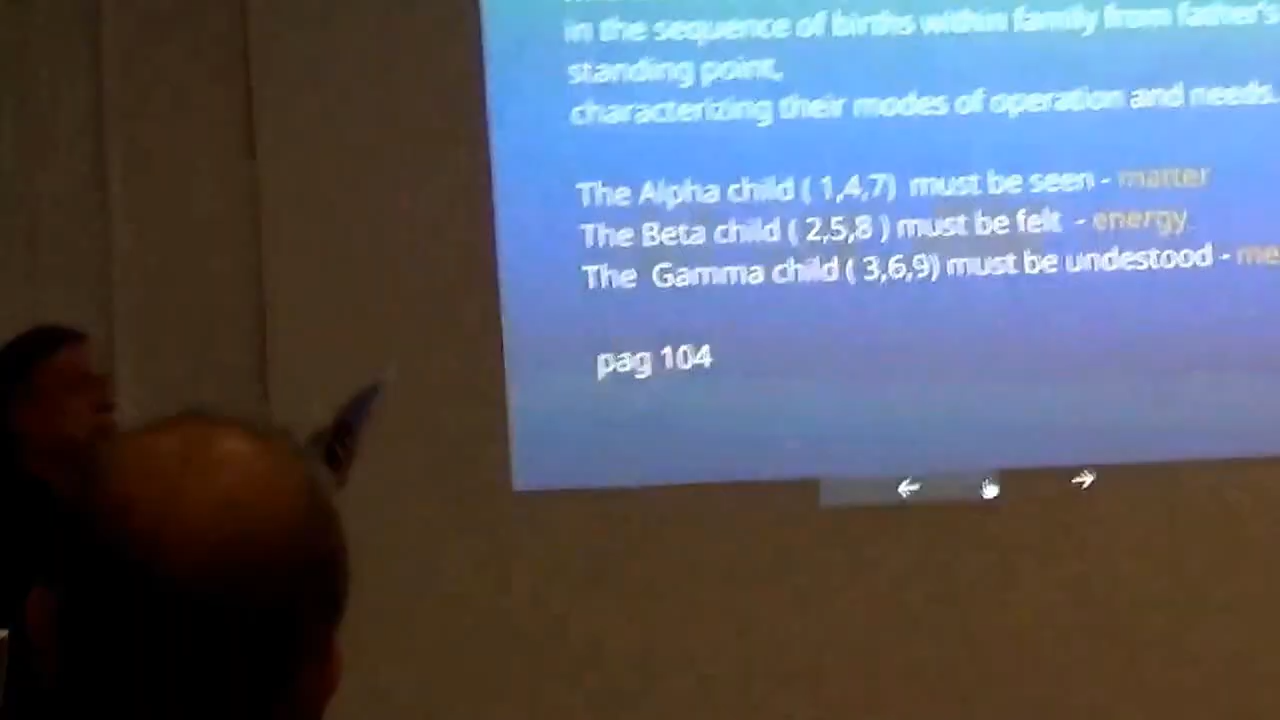 in the sequence of births within family from father's
standing point,
characterizing their modes of operation and needs.
The Alpha child ( 1,4,7) must be seen - matter
The Beta child ( 2,5,8 ) must be felt - energy
The Gamma child ( 3,6,9) must be undestood - me
pag 104